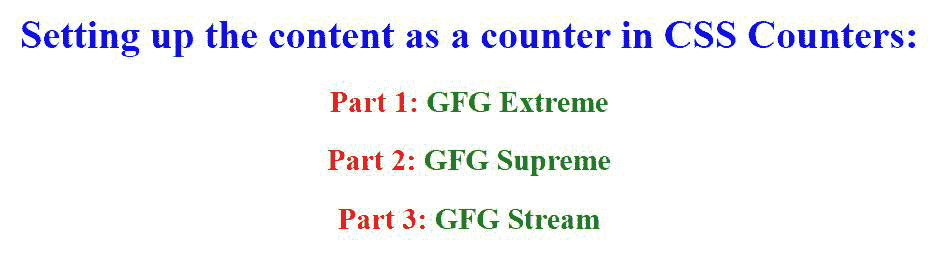 Setting up the content as a counter in CSS Counters:
Part 1: GFG Extreme
Part 2: GFG Supreme
Part 3: GFG Stream